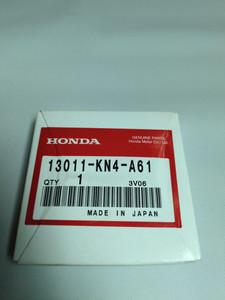 GENUINE PARTS
Honda Motor Co., Ltd.
HONDA
13011-KN4-A61
QTY 1 3V06
MADE IN JAPAN